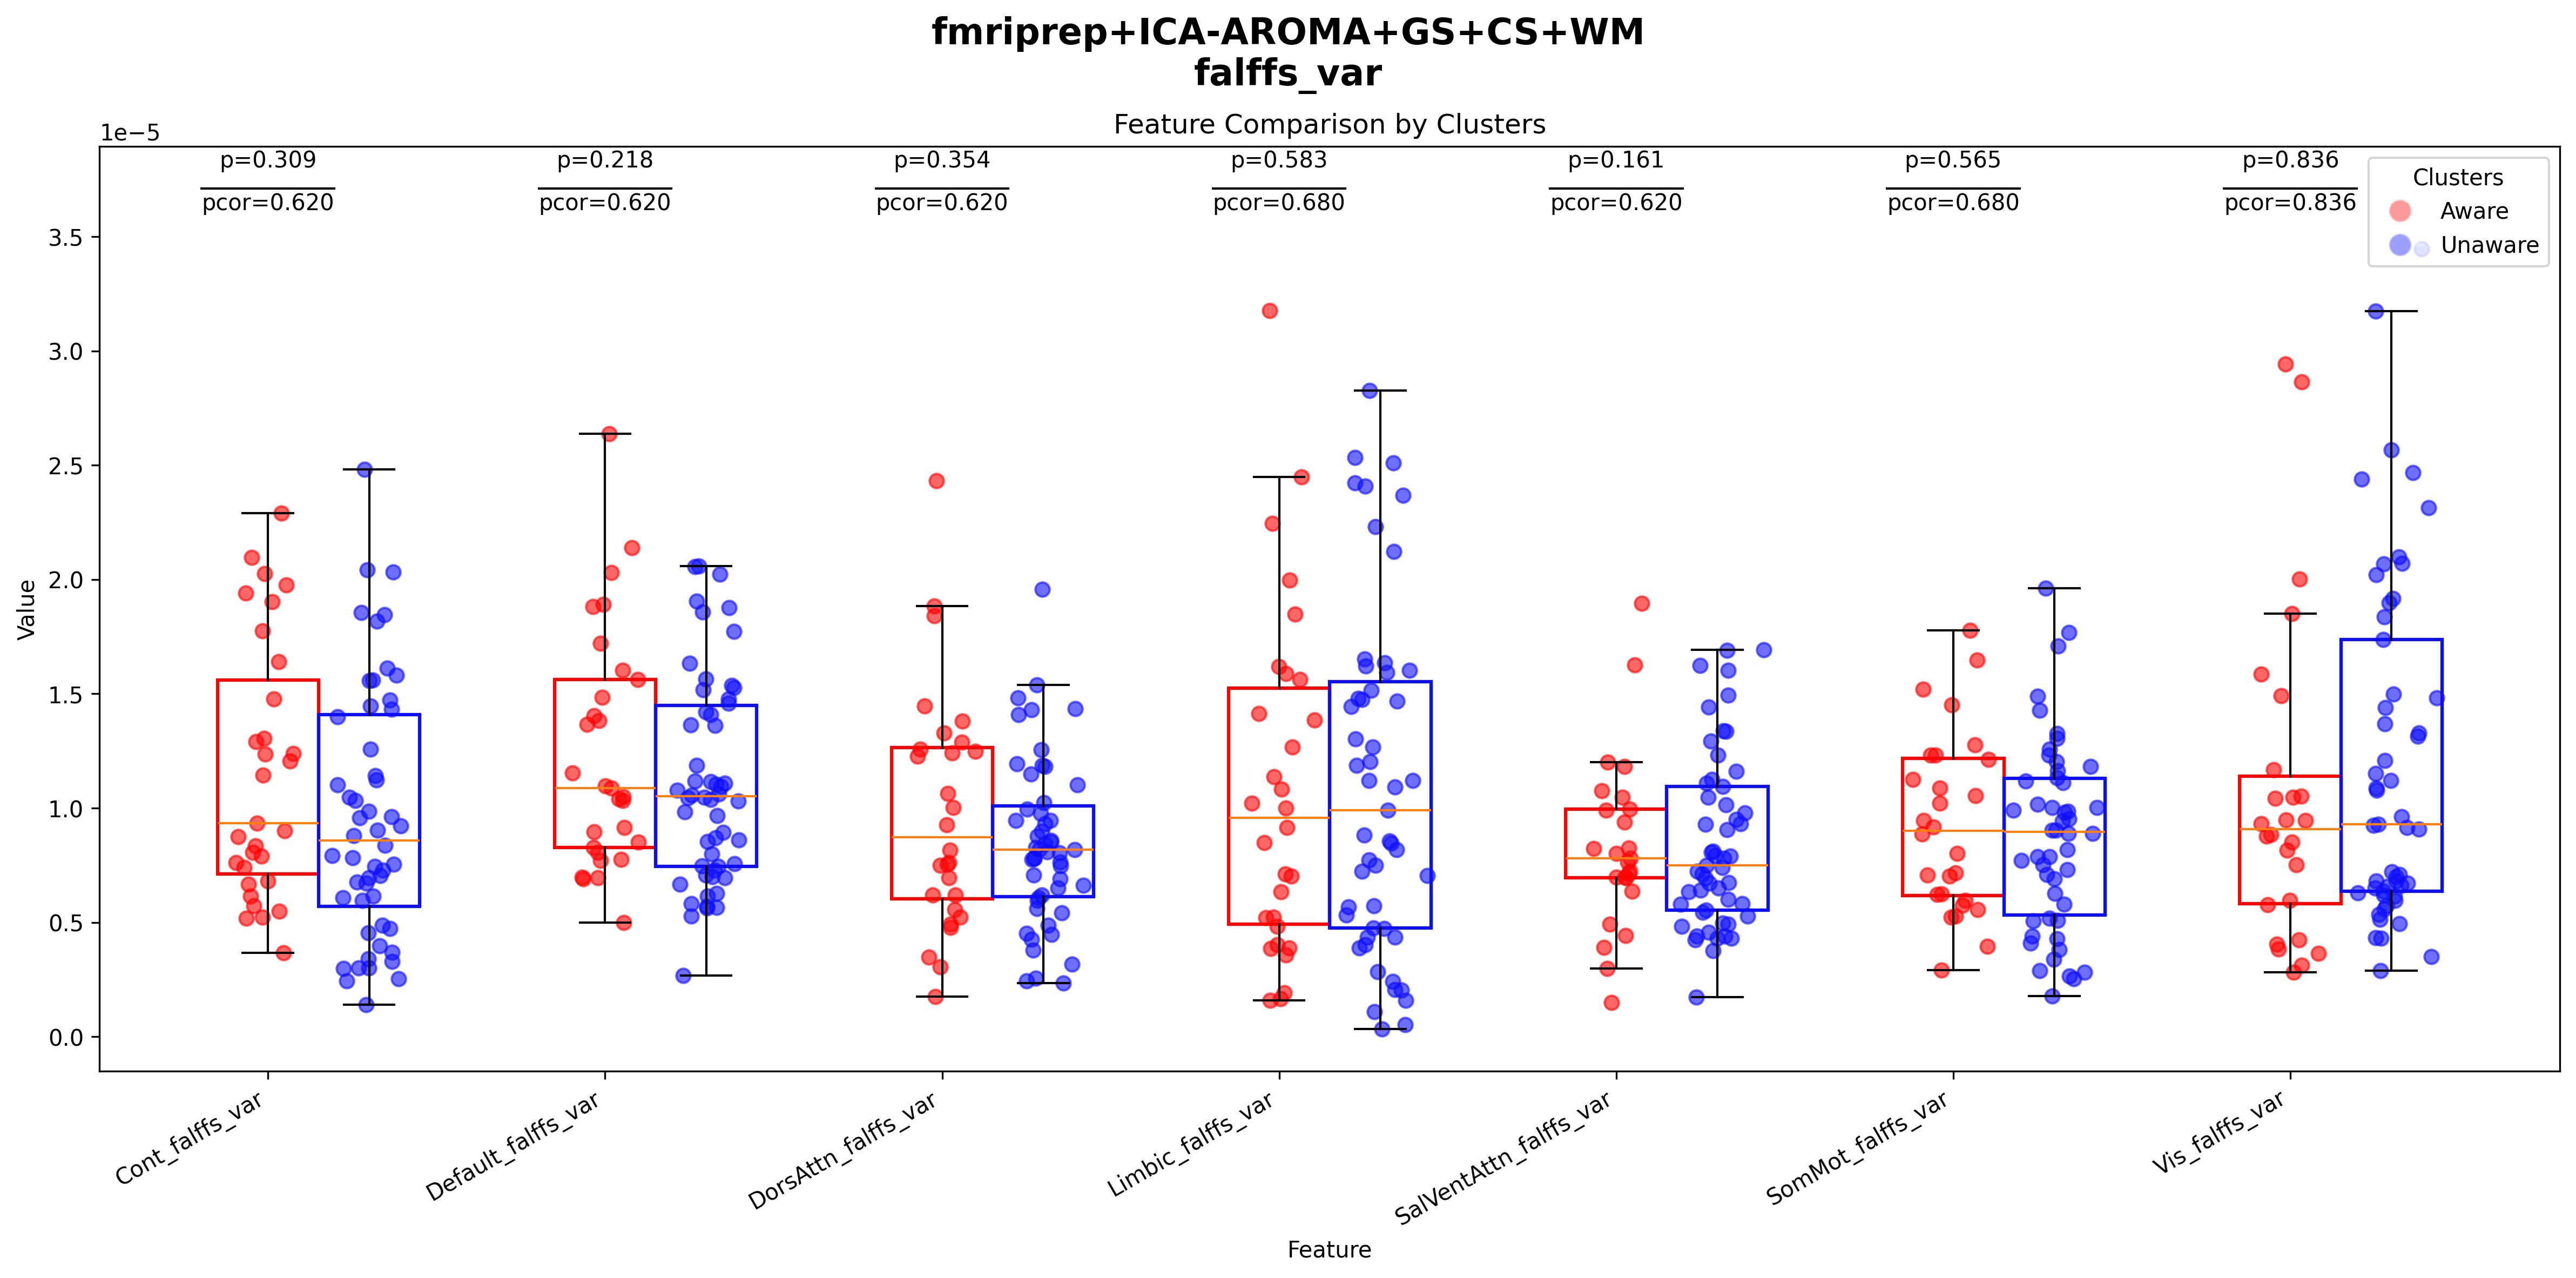 fmriprep+ICA-AROMA+GS+CS+WM
falffs_var
Feature Comparison by Clusters
1e−5
p=0.309 p=0.218 p=0.354 p=0.583 p=0.161 p=0.565 p=0.836
pcor=0.620 pcor=0.620 pcor=0.620 pcor=0.680 pcor=0.620 pcor=0.680 pcor=0.836
Clusters
Aware
Unaware
3.5
3.0
2.5
2.0
1.5
1.0
0.5
0.0
Value
Cont_falffs_var
Default_falffs_var
DorsAttn_falffs_var
Limbic_falffs_var
SalVentAttn_falffs_var
SomMot_falffs_var
Vis_falffs_var
Feature